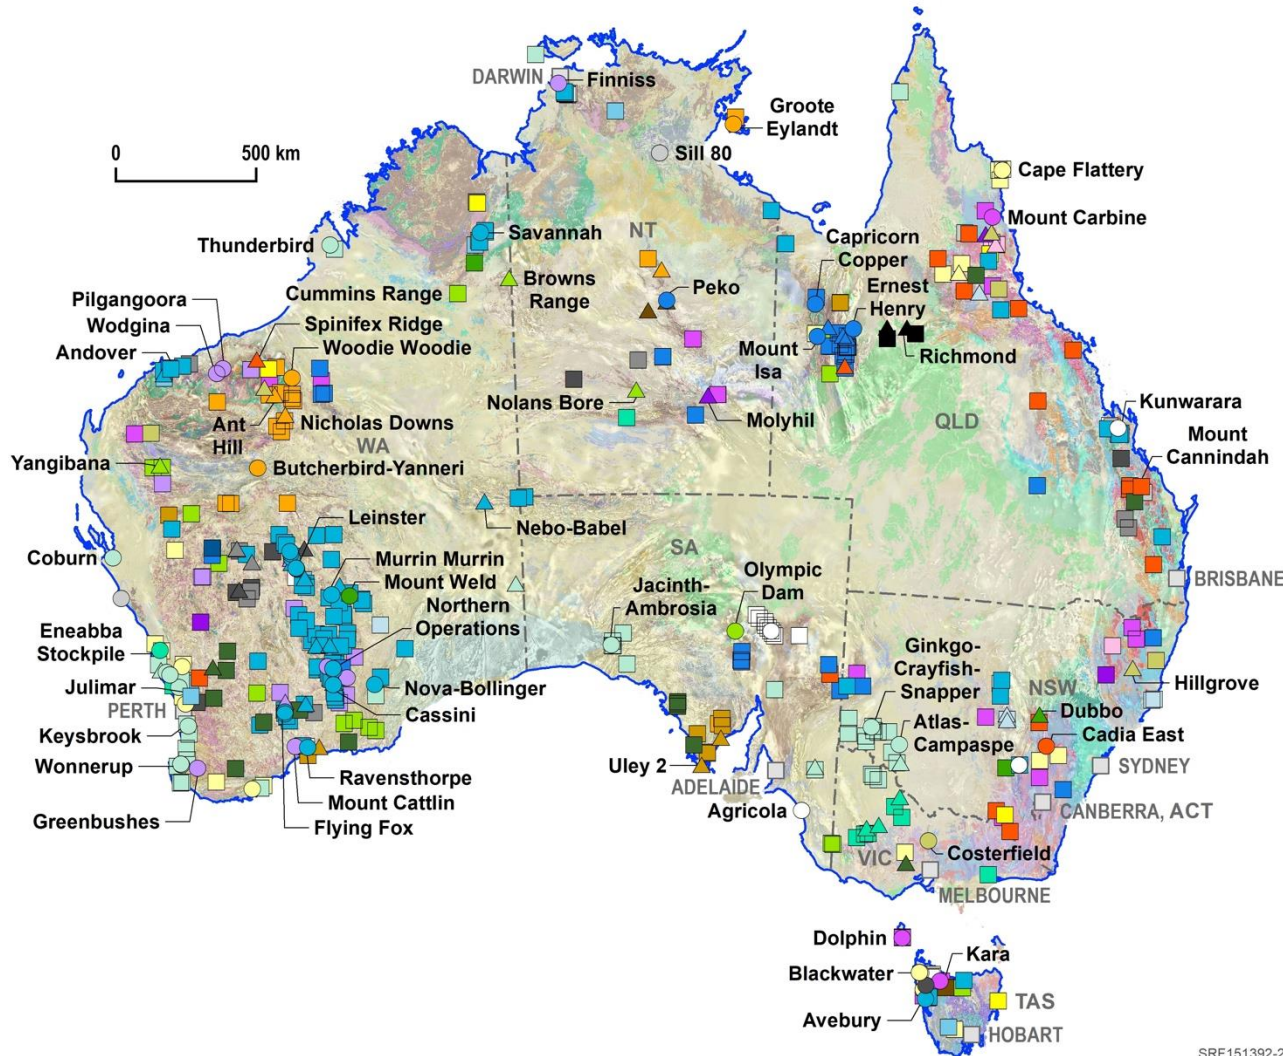 DARWIN
Finniss
Groote
Eylandt
0
500 km
Sill 80
Cape Flattery
Mount Carbine
Thunderbird
Savannah
NT
Capricorn
Copper
Ernest
Henry
Pilgangoora
Wodgina
Andover
Cummins Range
Browns
Range
Peko
Spinifex Ridge
Woodie Woodie
Mount
Isa
Richmond
Ant
Hill
Nicholas Downs
Nolans Bore
Molyhil
QLD
Kunwarara
Mount
Cannindah
WA
Yangibana
Butcherbird-Yanneri
Leinster
Nebo-Babel
Coburn
Murrin Murrin
Mount Weld
Northern
Operations
SA
Jacinth-
Ambrosia
Olympic
Dam
BRISBANE
Eneabba
Stockpile
Ginkgo-
Crayfish-
Snapper
Julimar
PERTH
Nova-Bollinger
Cassini
Hillgrove
NSW
Dubbo
Keysbrook
Atlas-
Campaspe
Cadia East
Wonnerup
Ravensthorpe
Uley 2
ADELAIDE
SYDNEY
Mount Cattlin
Greenbushes
Flying Fox
Agricola
CANBERRA, ACT
VIC
Costerfield
MELBOURNE
Dolphin
Kara
Blackwater
TAS
Avebury
HOBART
SRF151392-2